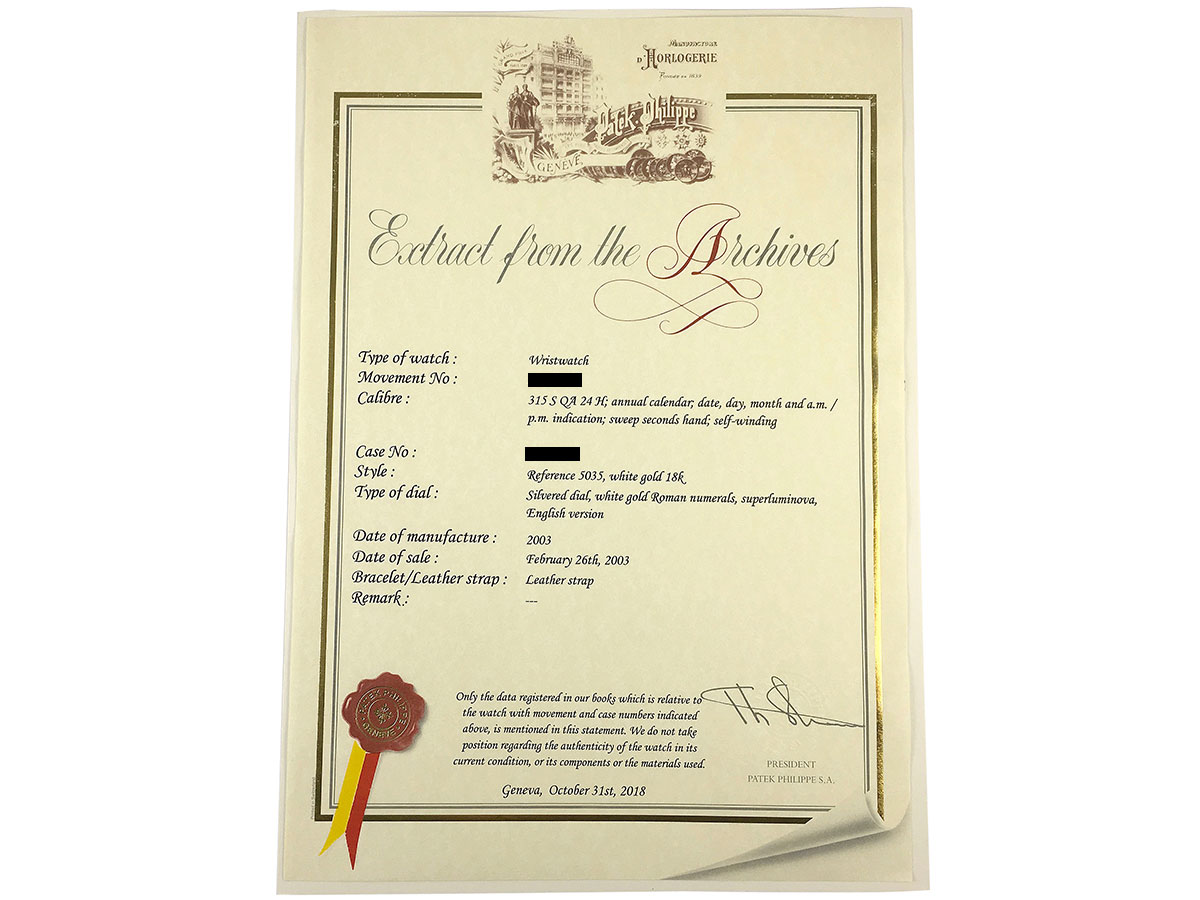 MANUFACTURE
D'HORLOGERIE
FONDÉE EN 1839
Patek, Philippe
GENÈVE
Extract from the Archives
Type of watch : Wristwatch
Movement No :
Calibre : 315 S QA 24 H; annual calendar; date, day, month and a.m. /
p.m. indication; sweep seconds hand; self-winding
Case No :
Style : Reference 5035, white gold 18k
Type of dial : Silvered dial, white gold Roman numerals, superluminova,
English version
Date of manufacture : 2003
Date of sale : February 26th, 2003
Bracelet/Leather strap : Leather strap
Remark : ---
Only the data registered in our books which is relative to
the watch with movement and case numbers indicated
above, is mentioned in this statement. We do not take
position regarding the authenticity of the watch in its
current condition, or its components or the materials used.
Geneva, October 31st, 2018
PRESIDENT
PATEK PHILIPPE S.A.
PATEK PHILIPPE
GENEVE